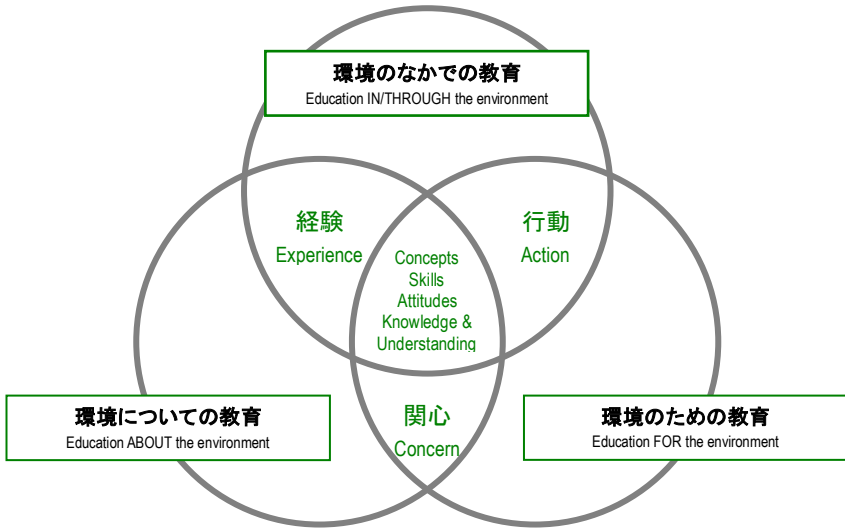 環境のなかでの教育
Education IN/THROUGH the environment
経験
Experience
行動
Action
Concepts
Skills
Attitudes
Knowledge &
Understanding
環境についての教育
Education ABOUT the environment
関心
Concern
環境のための教育
Education FOR the environment